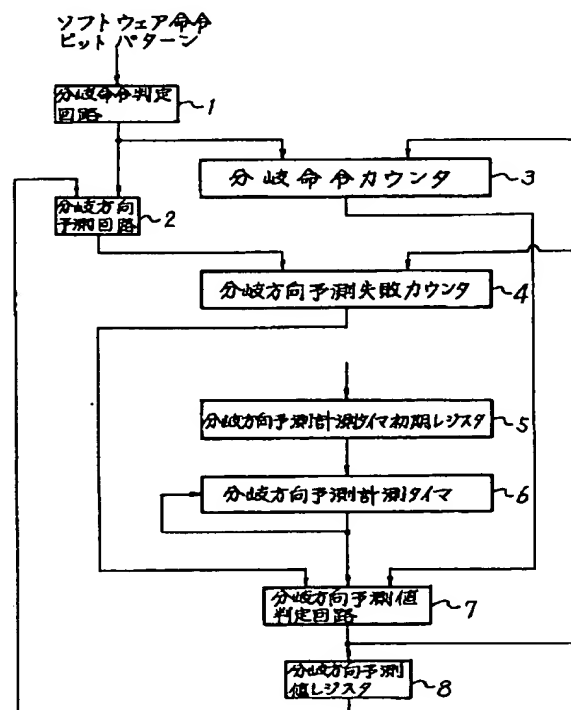 ソフトウェア命令
ビットパターン
分岐命令判定
回路
1
分岐命令カウンタ
3
分岐方向
予測回路
2
分岐方向予測失敗カウンタ
4
分岐方向予測計測タイマ初期レジスタ
5
分岐方向予測計測タイマ
6
分岐方向予測値
判定回路
7
分岐方向予測
値レジスタ
8